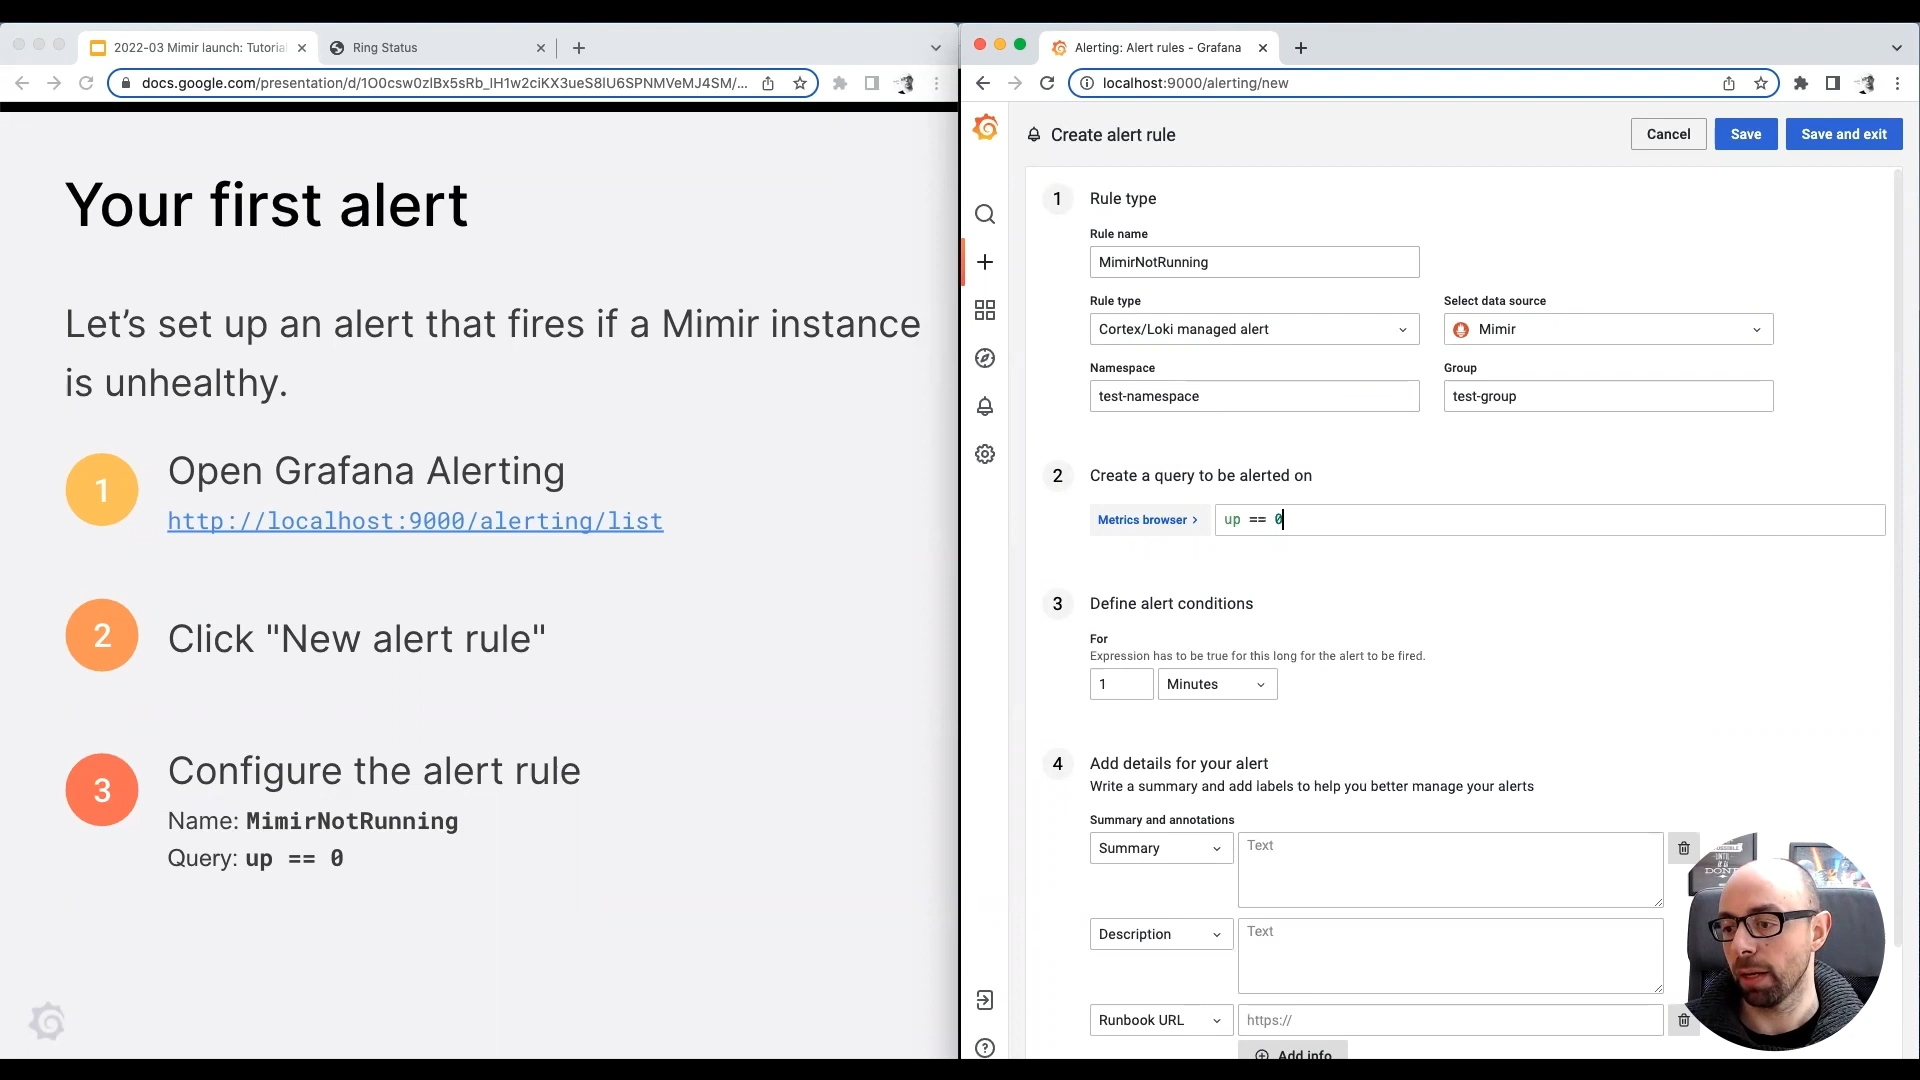 2022-03 Mimir launch: Tutoria
Ring Status
docs.google.com/presentation/d/1O0csw0zlBx5sRb_lH1w2ciKX3ueS8lU6SPNMVeMJ4SM/...
Your first alert
Let’s set up an alert that fires if a Mimir instance
is unhealthy.
1
Open Grafana Alerting
http://localhost:9000/alerting/list
2
Click "New alert rule"
3
Configure the alert rule
Name: MimirNotRunning
Query: up == 0
Alerting: Alert rules - Grafana
localhost:9000/alerting/new
Create alert rule
Cancel
Save
Save and exit
1
Rule type
Rule name
MimirNotRunning
Rule type
Select data source
Cortex/Loki managed alert
Mimir
Namespace
Group
test-namespace
test-group
2
Create a query to be alerted on
Metrics browser >
up == 0
3
Define alert conditions
For
Expression has to be true for this long for the alert to be fired.
1
Minutes
4
Add details for your alert
Write a summary and add labels to help you better manage your alerts
Summary and annotations
Summary
Text
Description
Text
Runbook URL
https://
Add info
UNTIL
DONE